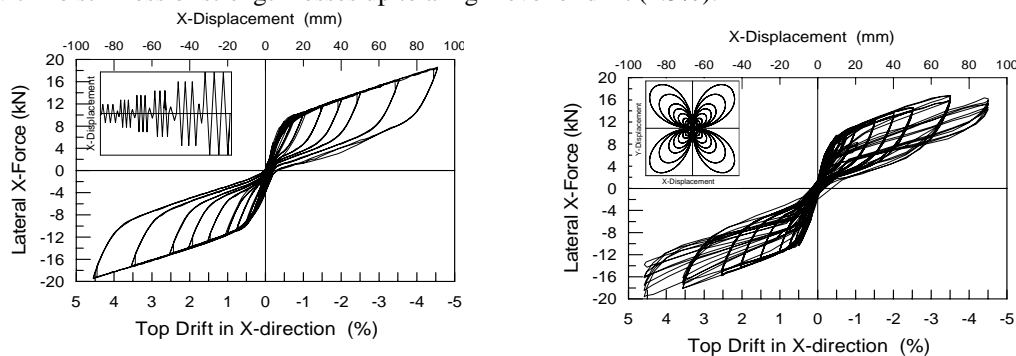 X-Displacement (mm)
-100 -80 -60 -40 -20 0 20 40 60 80 100
20
16
12
8
4
0
-4
-8
-12
-16
-20
Lateral X-Force (kN)
X-Displacement
5 4 3 2 1 0 -1 -2 -3 -4 -5
Top Drift in X-direction (%)
X-Displacement (mm)
-100 -80 -60 -40 -20 0 20 40 60 80 100
20
16
12
8
4
0
-4
-8
-12
-16
-20
Lateral X-Force (kN)
Y-Displacement
X-Displacement
5 4 3 2 1 0 -1 -2 -3 -4 -5
Top Drift in X-direction (%)